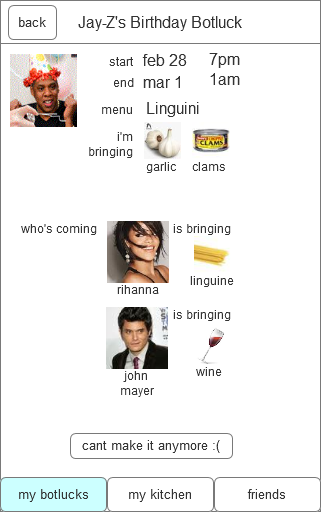 back
Jay-Z's Birthday Botluck
start feb 28 7pm
end mar 1 1am
menu Linguini
i'm
bringing
CLAMS
garlic clams
who's coming
is bringing
linguine
rihanna
is bringing
wine
john
mayer
cant make it anymore :(
my botlucks my kitchen friends